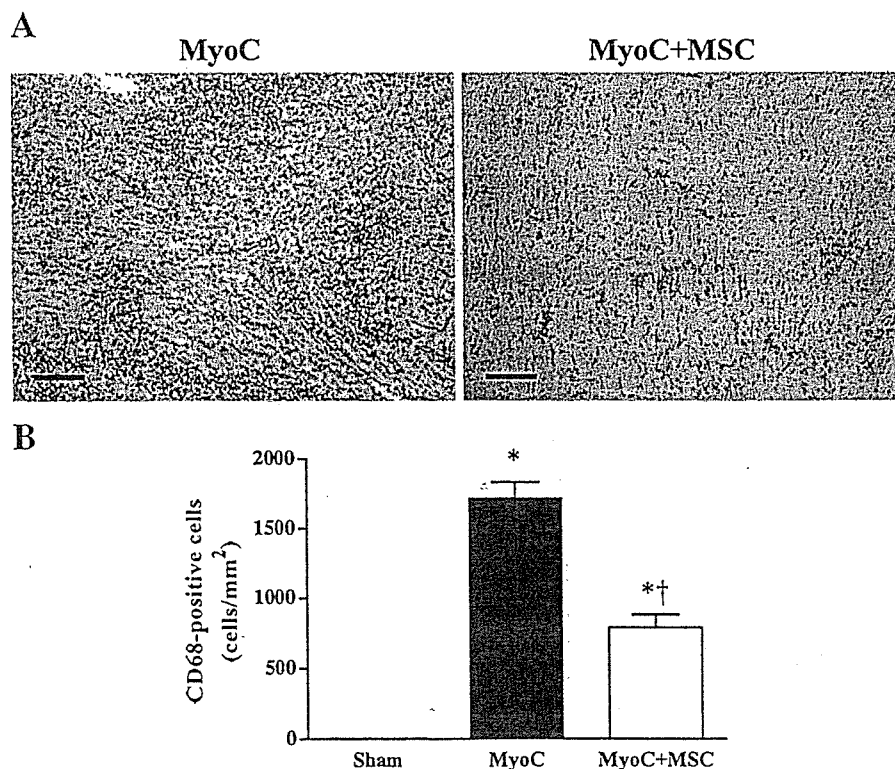 A
MyoC
MyoC+MSC
B
CD68-positive cells
(cells/mm²)
2000
1500
1000
500
0
*
*†
Sham
MyoC
MyoC+MSC